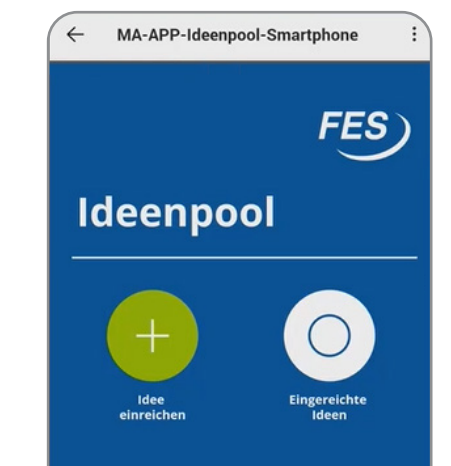 MA-APP-Ideenpool-Smartphone
FES
Ideenpool
Idee
einreichen
Eingereichte
Ideen